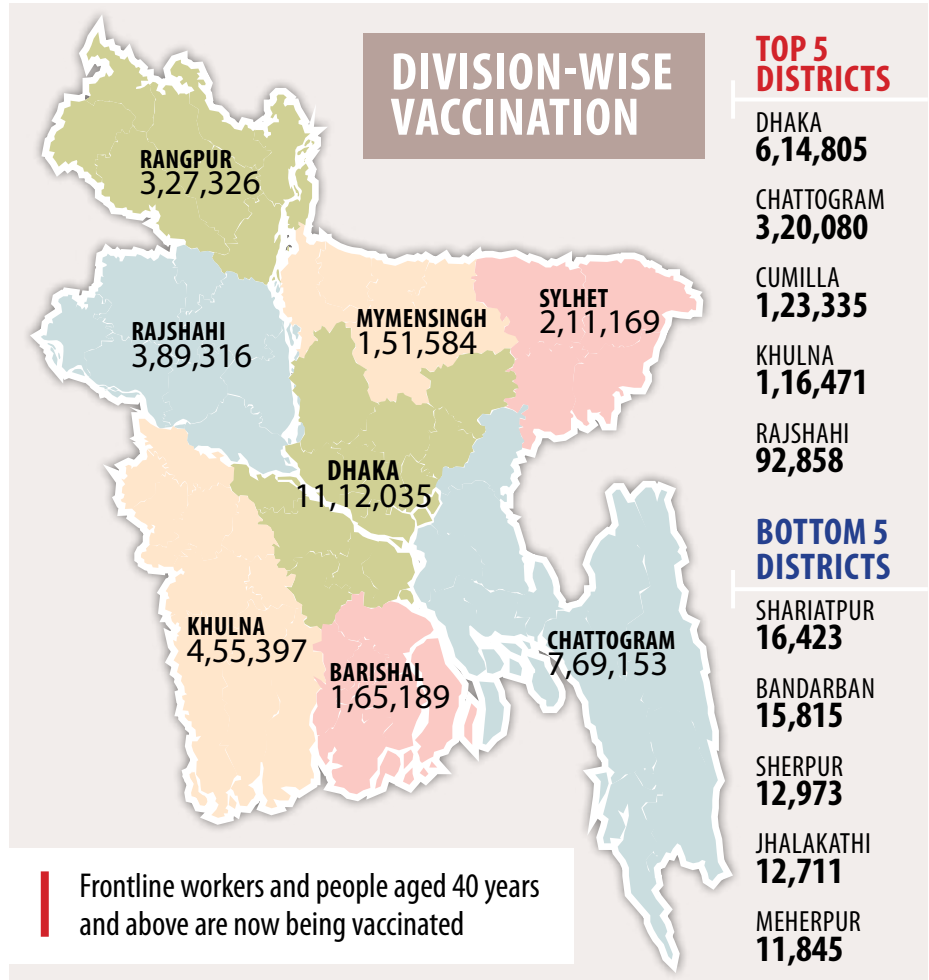 DIVISION-WISE
VACCINATION
RANGPUR
3,27,326
RAJSHAHI
3,89,316
MYMENSINGH
1,51,584
SYLHET
2,11,169
DHAKA
11,12,035
KHULNA
4,55,397
BARISHAL
1,65,189
CHATTOGRAM
7,69,153
Frontline workers and people aged 40 years
and above are now being vaccinated
TOP 5
DISTRICTS
DHAKA
6,14,805
CHATTOGRAM
3,20,080
CUMILLA
1,23,335
KHULNA
1,16,471
RAJSHAHI
92,858
BOTTOM 5
DISTRICTS
SHARIATPUR
16,423
BANDARBAN
15,815
SHERPUR
12,973
JHALAKATHI
12,711
MEHERPUR
11,845